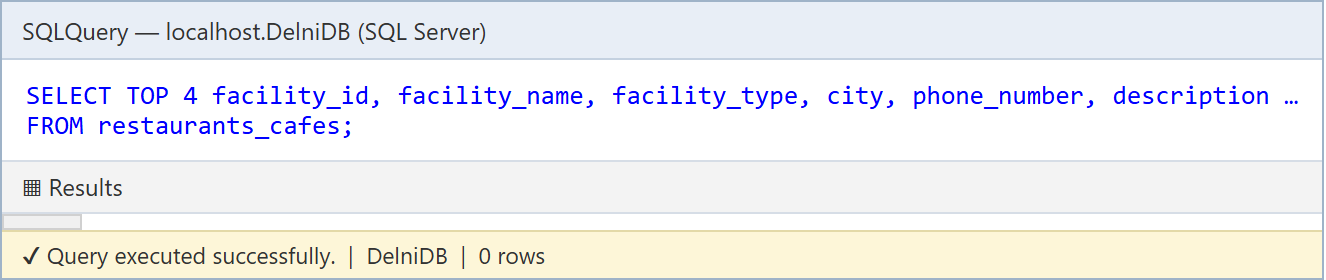 SQLQuery — localhost.DelniDB (SQL Server)
SELECT TOP 4 facility_id, facility_name, facility_type, city, phone_number, description …
FROM restaurants_cafes;
▦ Results
✔ Query executed successfully. | DelniDB | 0 rows